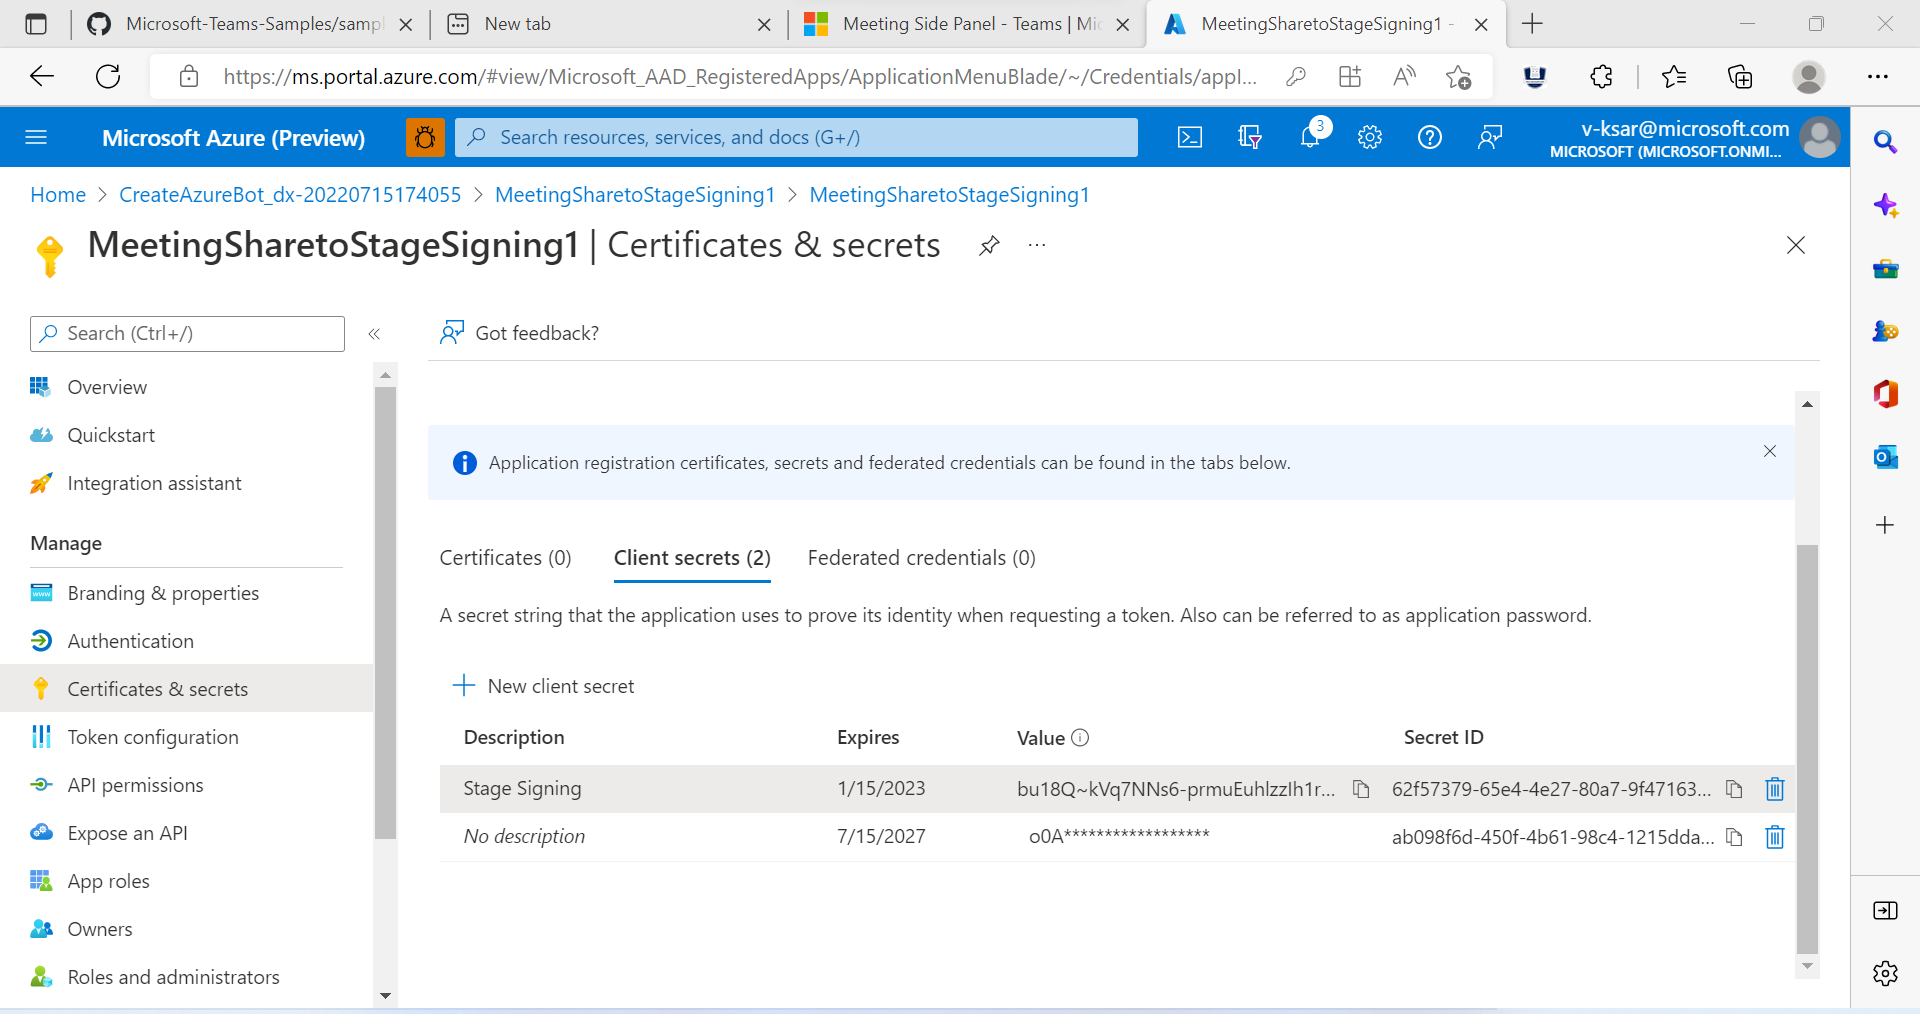 Microsoft-Teams-Samples/sampl
New tab
Meeting Side Panel - Teams | Mic
MeetingSharetoStageSigning1 -
https://ms.portal.azure.com/#view/Microsoft_AAD_RegisteredApps/ApplicationMenuBlade/~/Credentials/appI...
Microsoft Azure (Preview)
Search resources, services, and docs (G+/)
3
v-ksar@microsoft.com
MICROSOFT (MICROSOFT.ONMI...
Home > CreateAzureBot_dx-20220715174055 > MeetingSharetoStageSigning1 > MeetingSharetoStageSigning1
MeetingSharetoStageSigning1 | Certificates & secrets
Search (Ctrl+/)
Got feedback?
Overview
Quickstart
Integration assistant
Manage
Branding & properties
Authentication
Certificates & secrets
Token configuration
API permissions
Expose an API
App roles
Owners
Roles and administrators
Application registration certificates, secrets and federated credentials can be found in the tabs below.
Certificates (0) Client secrets (2) Federated credentials (0)
A secret string that the application uses to prove its identity when requesting a token. Also can be referred to as application password.
New client secret
Description Expires Value Secret ID
Stage Signing 1/15/2023 bu18Q~kVq7NNs6-prmuEuhlzzIh1r... 62f57379-65e4-4e27-80a7-9f47163...
No description 7/15/2027 o0A****************** ab098f6d-450f-4b61-98c4-1215dda...